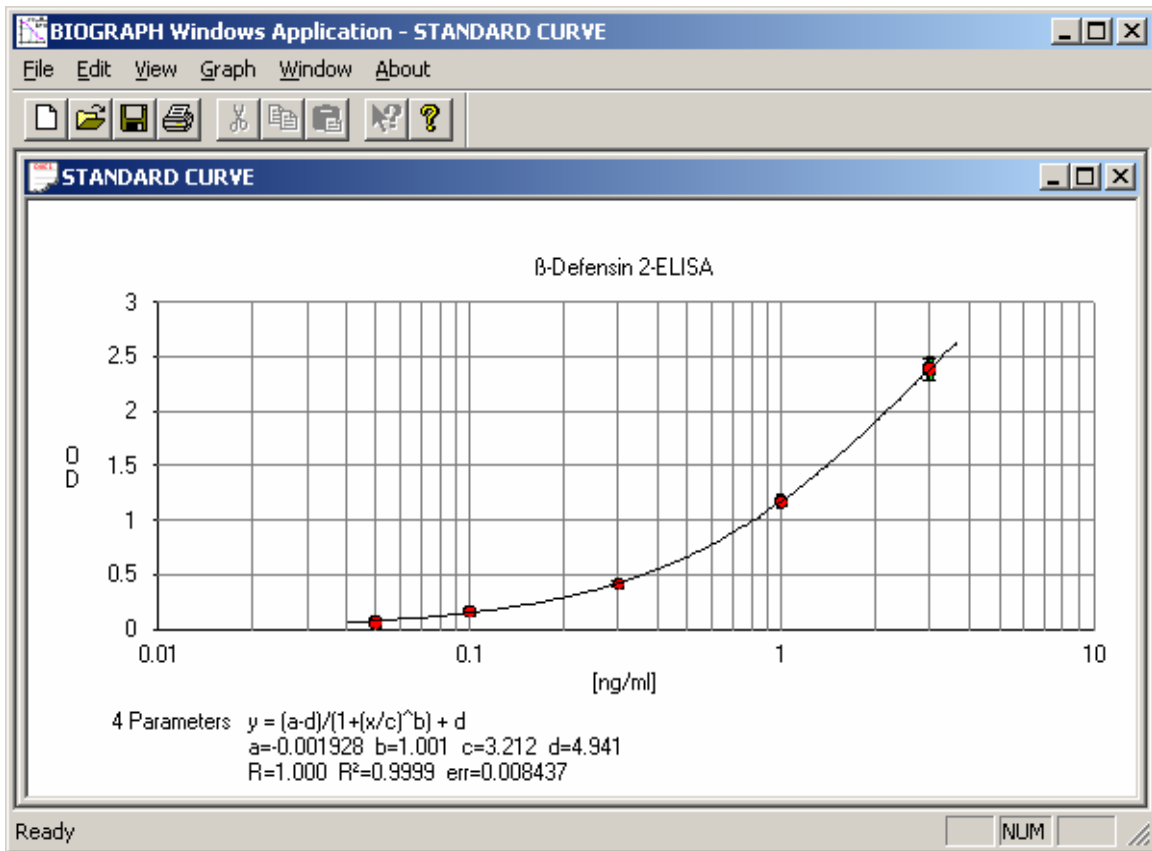 BIOGRAPH Windows Application - STANDARD CURVE
File Edit View Graph Window About
STANDARD CURVE
ß-Defensin 2-ELISA
3
2.5
2
1.5
1
0.5
0
OD
0.01 0.1 1 10
[ng/ml]
4 Parameters y = (a-d)/(1+(x/c)^b) + d
a=-0.001928 b=1.001 c=3.212 d=4.941
R=1.000 R²=0.9999 err=0.008437
Ready NUM